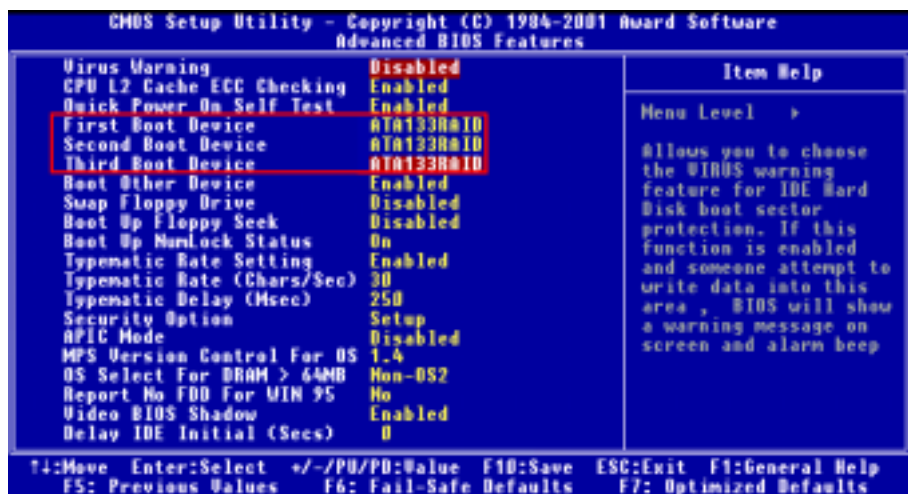 CMOS Setup Utility - Copyright (C) 1984-2001 Award Software
Advanced BIOS Features
Virus Warning Disabled
CPU L2 Cache ECC Checking Enabled
Quick Power On Self Test Enabled
First Boot Device ATA133RAID
Second Boot Device ATA133RAID
Third Boot Device ATA133RAID
Boot Other Device Enabled
Swap Floppy Drive Disabled
Boot Up Floppy Seek Disabled
Boot Up NumLock Status On
Typematic Rate Setting Enabled
Typematic Rate (Chars/Sec) 30
Typematic Delay (Msec) 250
Security Option Setup
APIC Mode Disabled
MPS Version Control For OS 1.4
OS Select For DRAM > 64MB Non-OS2
Report No FDD For WIN 95 No
Video BIOS Shadow Enabled
Delay IDE Initial (Secs) 0
Item Help
Menu Level ▸
Allows you to choose
the VIRUS warning
feature for IDE Hard
Disk boot sector
protection. If this
function is enabled
and someone attempt to
write data into this
area , BIOS will show
a warning message on
screen and alarm beep
↑↓:Move Enter:Select +/-/PU/PD:Value F10:Save ESC:Exit F1:General Help
F5: Previous Values F6: Fail-Safe Defaults F7: Optimized Defaults